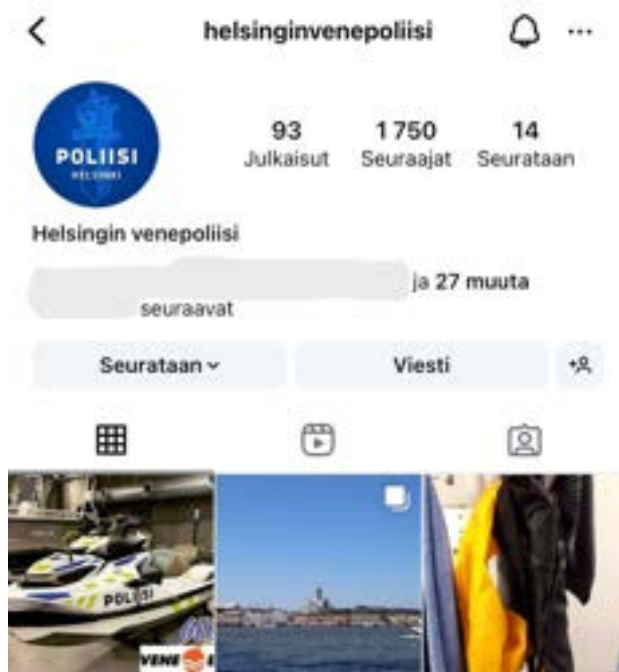 helsinginvenepoliisi
POLIISI
HELSINKI
93 1 750 14
Julkaisut Seuraajat Seurataan
Helsingin venepoliisi
ja 27 muuta
seuraavat
Seurataan Viesti
POLIISI
VENE